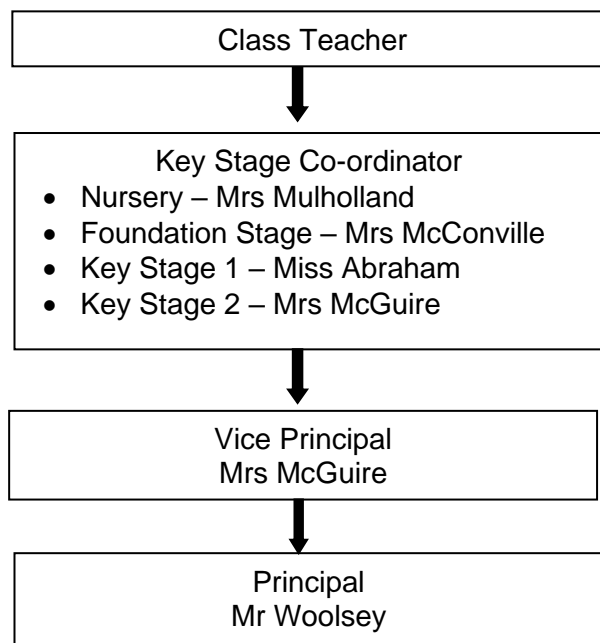 Class Teacher
Key Stage Co-ordinator
• Nursery – Mrs Mulholland
• Foundation Stage – Mrs McConville
• Key Stage 1 – Miss Abraham
• Key Stage 2 – Mrs McGuire
Vice Principal
Mrs McGuire
Principal
Mr Woolsey